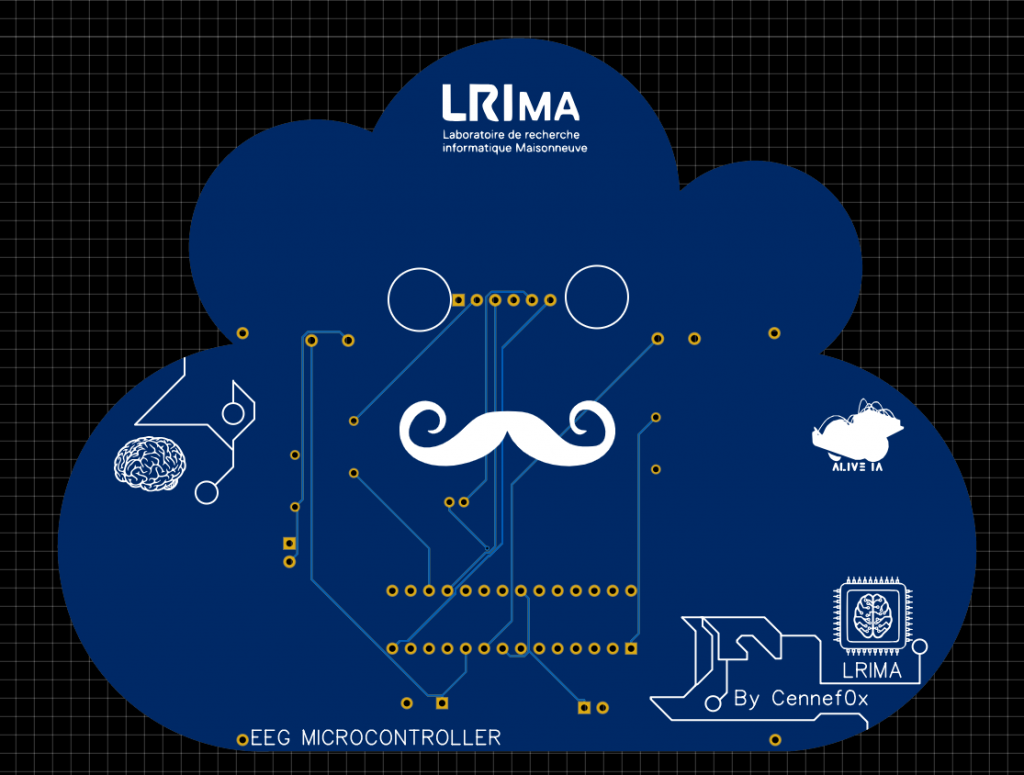 LRIMA
Laboratoire de recherche
informatique Maisonneuve
ALIVE IA
LRIMA
By Cennef0x
EEG MICROCONTROLLER